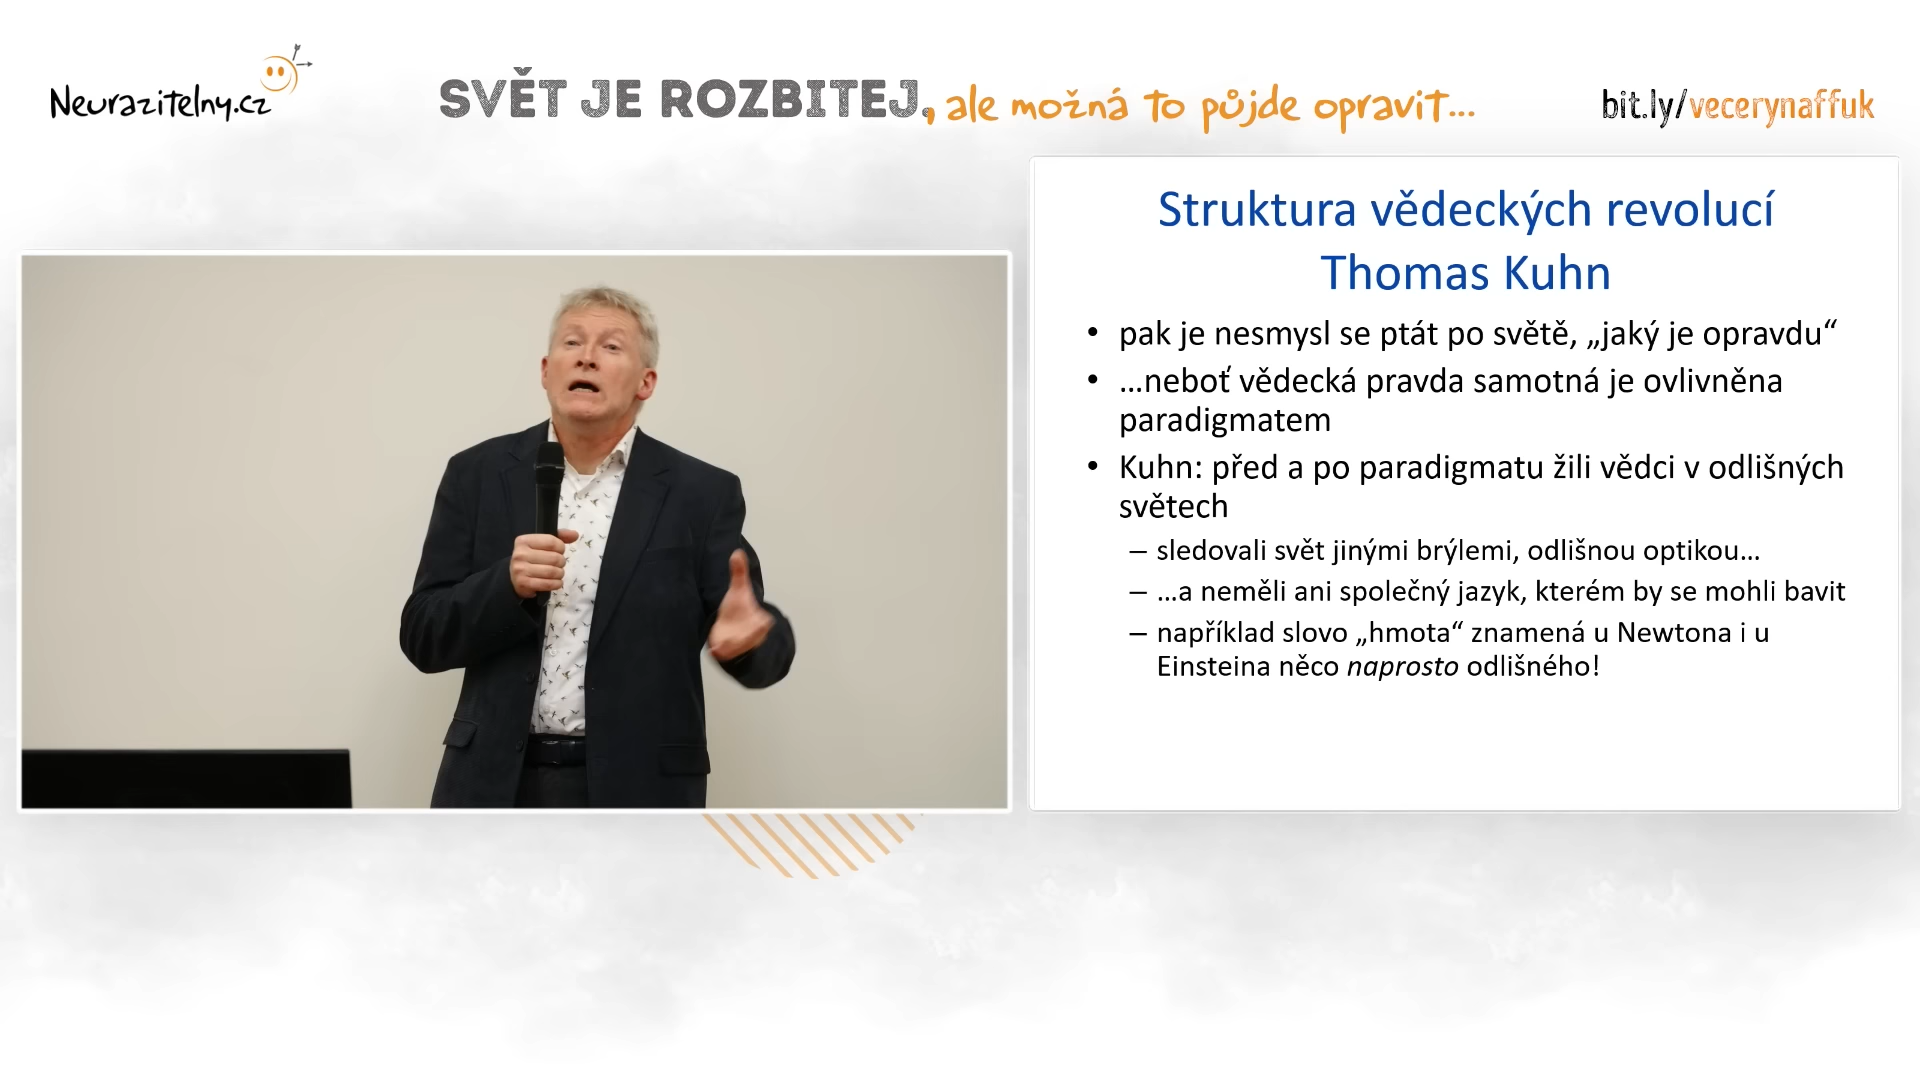 Neurazitelny.cz
SVĚT JE ROZBITEJ, ale možná to půjde opravit...
bit.ly/vecerynaffuk
Struktura vědeckých revolucí
Thomas Kuhn
• pak je nesmysl se ptát po světě, „jaký je opravdu“
• …neboť vědecká pravda samotná je ovlivněna
paradigmatem
• Kuhn: před a po paradigmatu žili vědci v odlišných
světech
– sledovali svět jinými brýlemi, odlišnou optikou…
– …a neměli ani společný jazyk, kterém by se mohli bavit
– například slovo „hmota“ znamená u Newtona i u
Einsteina něco naprosto odlišného!